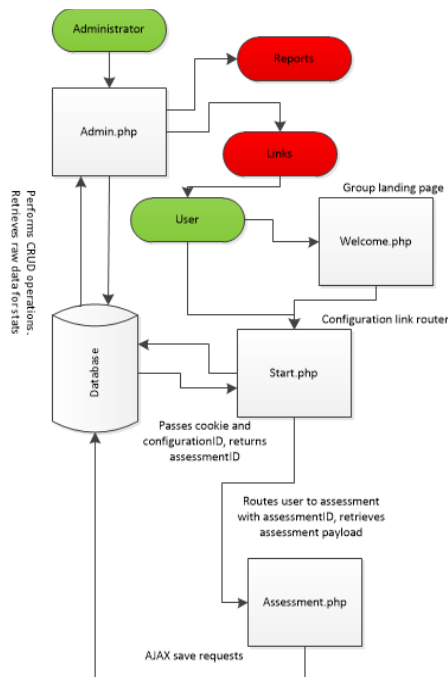 Administrator
Reports
Admin.php
Links
Group landing page
User
Welcome.php
Performs CRUD operations.
Retrieves raw data for stats
Configuration link router
Database
Start.php
Passes cookie and
configurationID, returns
assessmentID
Routes user to assessment
with assessmentID, retrieves
assessment payload
Assessment.php
AJAX save requests